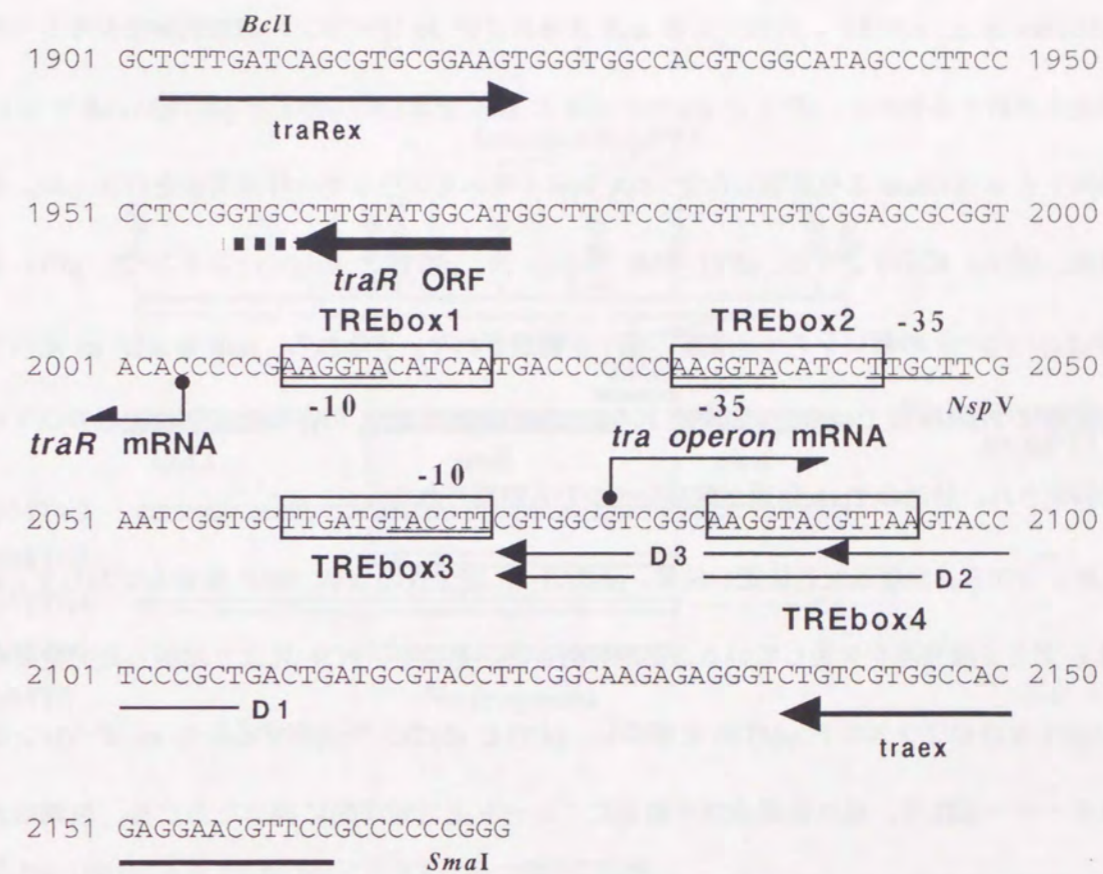 BclI
1901 GCTCTTGATCAGCGTGCGGAAGTGGGTGGCCACGTCGGCATAGCCCTTCC 1950
traRex
1951 CCTCCGGTGCCTTGTATGGCATGGCTTCTCCCTGTTTGTCGGAGCGCGGT 2000
traR ORF
TREbox1 TREbox2 -35
2001 ACACCCCCGAAGGTACATCAATGACCCCCCCAAGGTACATCCTTGCTTCG 2050
-10 -35 NspV
traR mRNA tra operon mRNA
-10
2051 AATCGGTGCTTGATGTACCTTCGTGGCGTCGGCAAGGTACGTTAAGTACC 2100
TREbox3 D3 D2
TREbox4
2101 TCCCGCTGACTGATGCGTACCTTCGGCAAGAGAGGGTCTGTCGTGGCCAC 2150
D1
traex
2151 GAGGAACGTTCCGCCCCCCGGG
SmaI